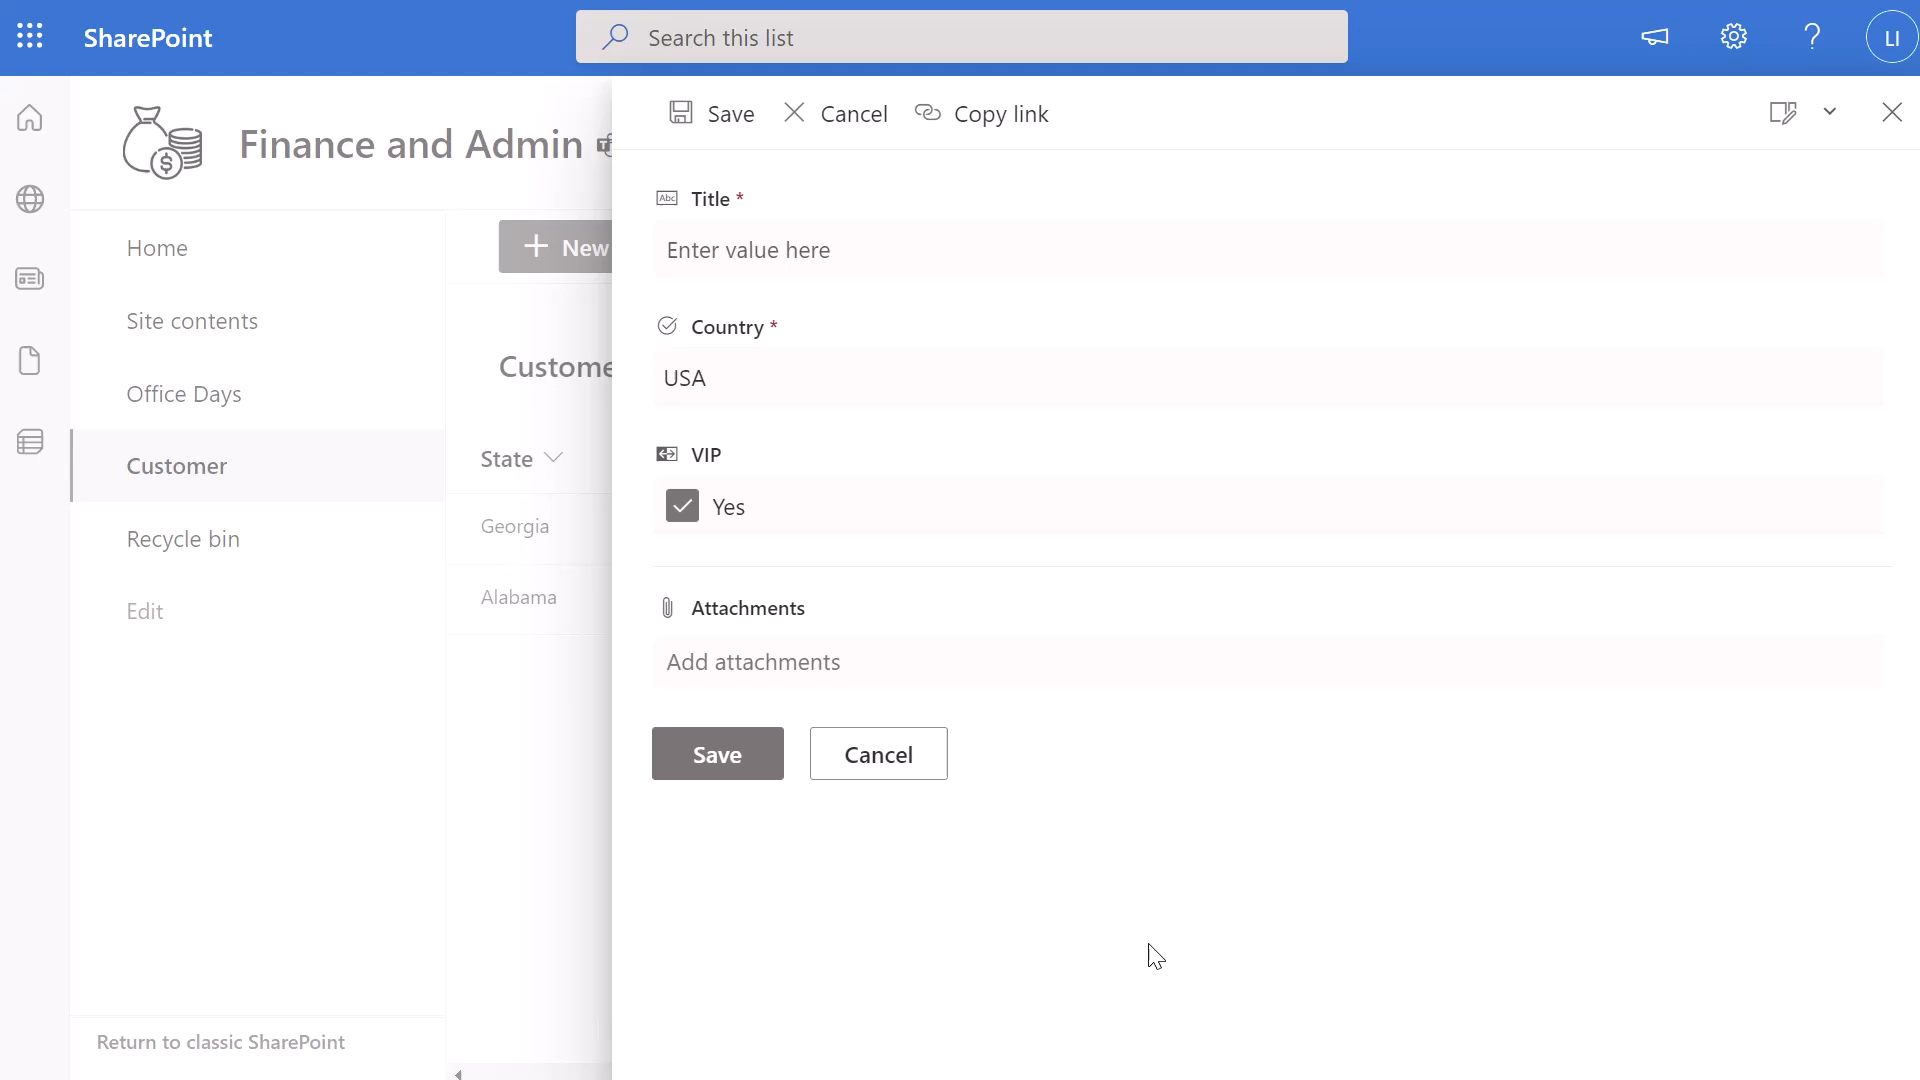 SharePoint
Search this list
LI
Finance and Admin
Save
Cancel
Copy link
Home
Site contents
Office Days
Customer
Recycle bin
Edit
Return to classic SharePoint
+ New
Custome
State
Georgia
Alabama
Abc Title *
Enter value here
Country *
USA
VIP
Yes
Attachments
Add attachments
Save
Cancel